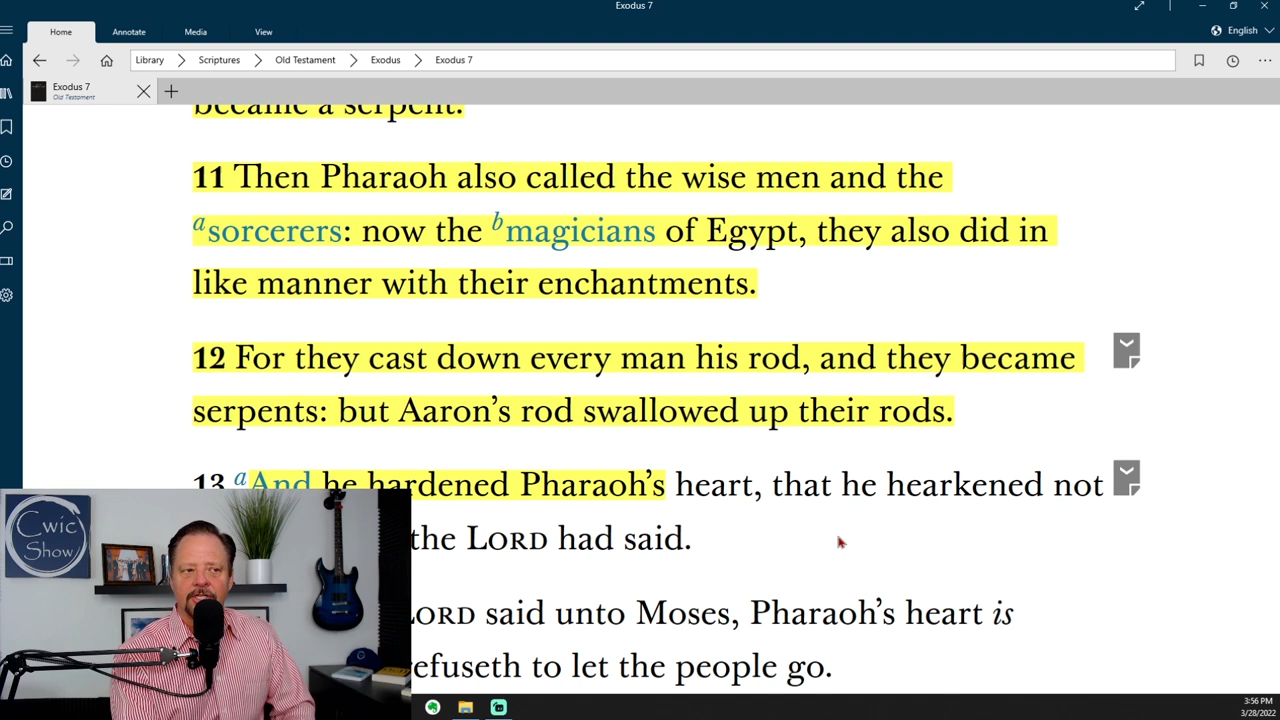 Exodus 7
Home Annotate Media View
English
Library Scriptures Old Testament Exodus Exodus 7
Exodus 7
Old Testament
became a serpent.
11 Then Pharaoh also called the wise men and the
a sorcerers: now the b magicians of Egypt, they also did in
like manner with their enchantments.
12 For they cast down every man his rod, and they became
serpents: but Aaron’s rod swallowed up their rods.
13 a And he hardened Pharaoh’s heart, that he hearkened not
the LORD had said.
LORD said unto Moses, Pharaoh’s heart is
refuseth to let the people go.
Cwic
Show
3:56 PM
3/28/2022